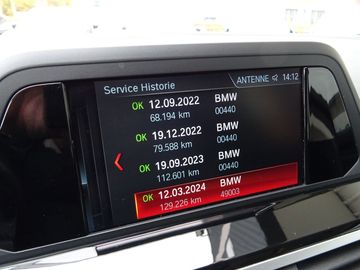 Service Historie ANTENNE 14:12
OK 12.09.2022 BMW
68.194 km 00440
OK 19.12.2022 BMW
79.588 km 00440
OK 19.09.2023 BMW
112.601 km 00440
OK 12.03.2024 BMW
129.226 km 49003